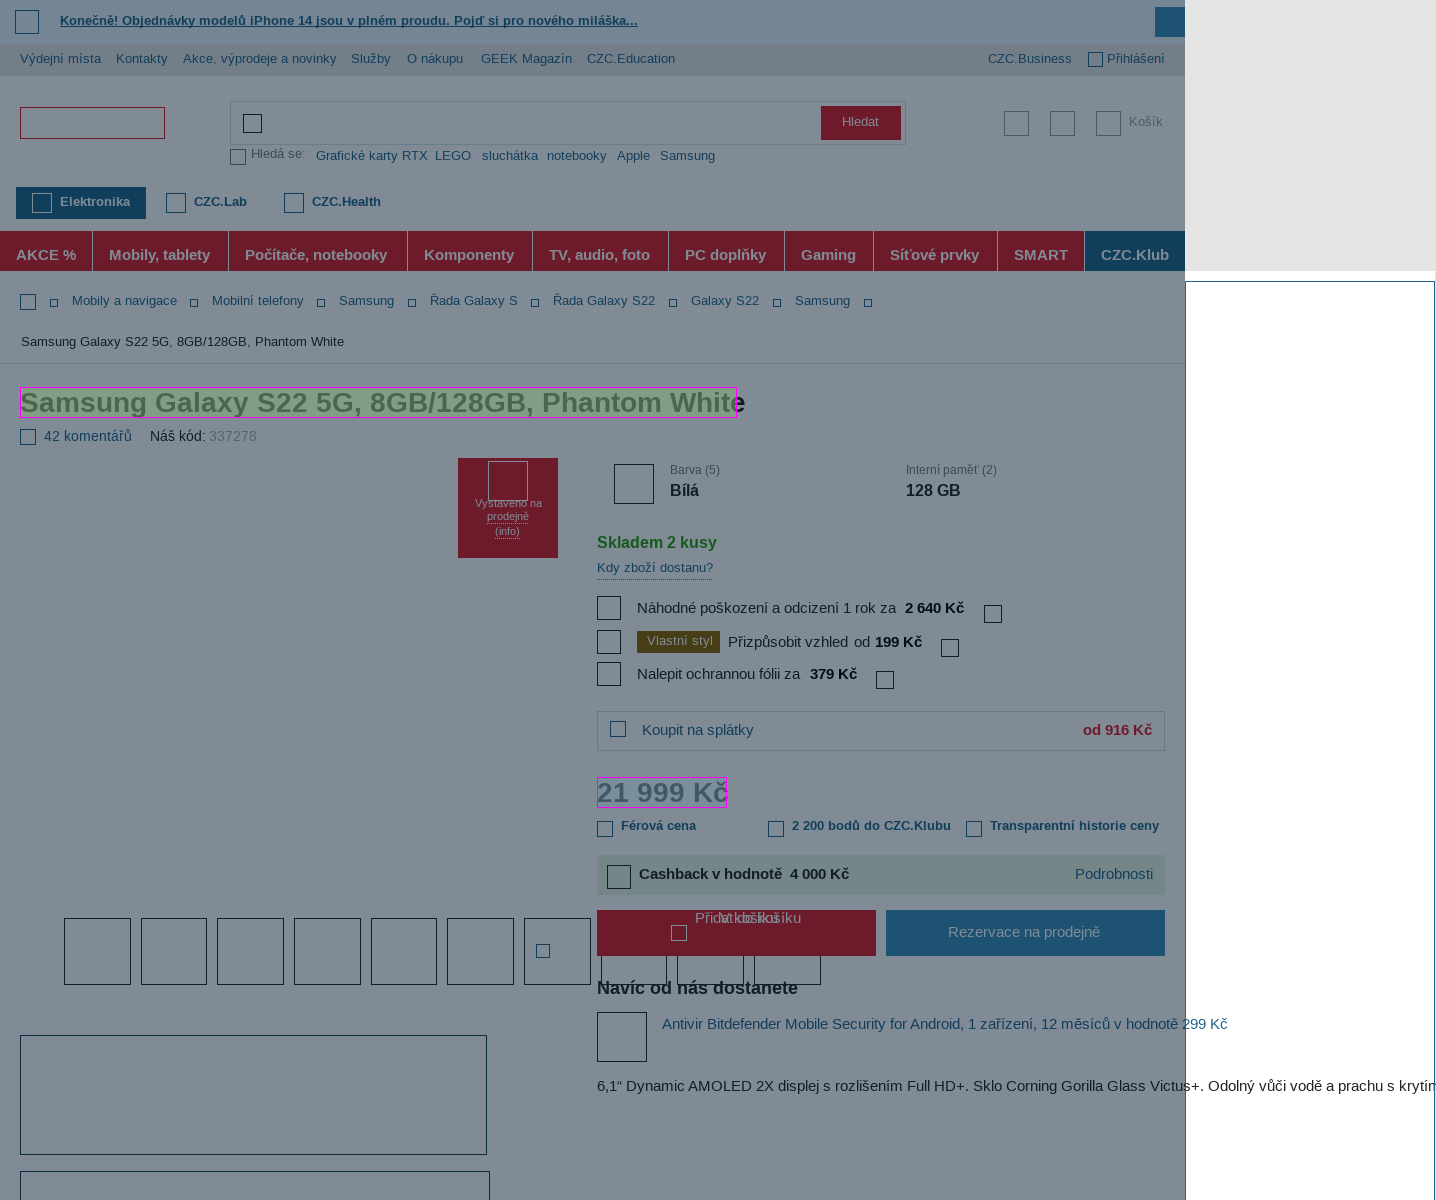 Konečně! Objednávky modelů iPhone 14 jsou v plném proudu. Pojď si pro nového miláška...
Výdejní místa Kontakty Akce, výprodeje a novinky Služby O nákupu GEEK Magazín CZC.Education CZC.Business Přihlášení
Hledat Košík
Hledá se: Grafické karty RTX LEGO sluchátka notebooky Apple Samsung
Elektronika CZC.Lab CZC.Health
AKCE % Mobily, tablety Počítače, notebooky Komponenty TV, audio, foto PC doplňky Gaming Síťové prvky SMART CZC.Klub
Mobily a navigace Mobilní telefony Samsung Řada Galaxy S Řada Galaxy S22 Galaxy S22 Samsung
Samsung Galaxy S22 5G, 8GB/128GB, Phantom White
Samsung Galaxy S22 5G, 8GB/128GB, Phantom White
42 komentářů Náš kód: 337278
Vystaveno na
prodejně
(info)
Barva (5) Interní paměť (2)
Bílá 128 GB
Skladem 2 kusy
Kdy zboží dostanu?
Náhodné poškození a odcizení 1 rok za 2 640 Kč
Vlastní styl Přizpůsobit vzhled od 199 Kč
Nalepit ochrannou fólii za 379 Kč
Koupit na splátky od 916 Kč
21 999 Kč
Férová cena 2 200 bodů do CZC.Klubu Transparentní historie ceny
Cashback v hodnotě 4 000 Kč Podrobnosti
Přidat do košíku V košíku Rezervace na prodejně
Navíc od nás dostanete
Antivir Bitdefender Mobile Security for Android, 1 zařízení, 12 měsíců v hodnotě 299 Kč
6,1“ Dynamic AMOLED 2X displej s rozlišením Full HD+. Sklo Corning Gorilla Glass Victus+. Odolný vůči vodě a prachu s